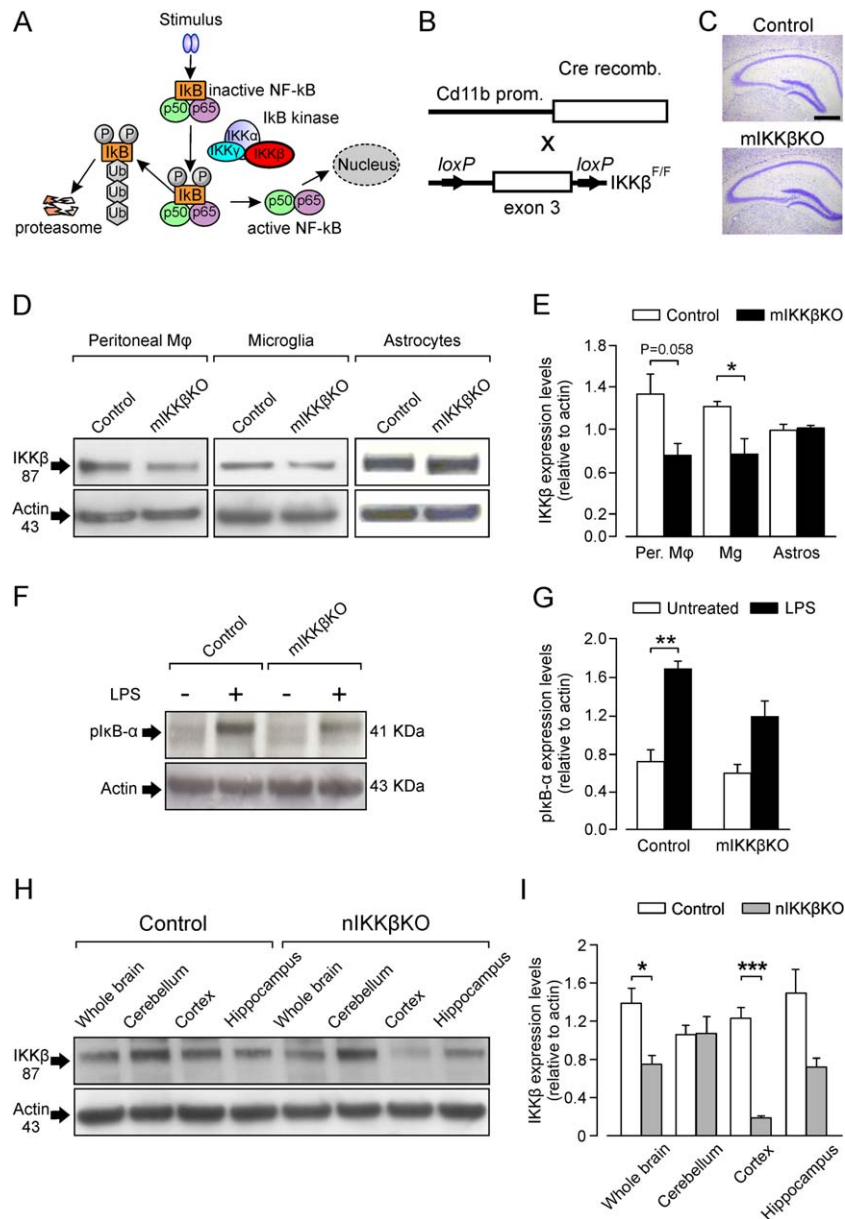 A
Stimulus
IkB
inactive NF-kB
p50 p65
IkB kinase
IKKα
IKKγ IKKβ
P P
IkB
Ub
Ub
Ub
proteasome
P P
IkB
p50 p65
p50 p65
active NF-kB
Nucleus
B
Cre recomb.
Cd11b prom.
X
loxP loxP IKKβF/F
exon 3
C
Control
mIKKβKO
D
Peritoneal Mφ Microglia Astrocytes
Control mIKKβKO Control mIKKβKO Control mIKKβKO
IKKβ
87
Actin
43
E
Control mIKKβKO
IKKβ expression levels
(relative to actin)
1.8
1.4
1.0
0.6
0.2
0.0
P=0.058
*
Per. Mφ Mg Astros
F
Control mIKKβKO
LPS - + - +
pIκB-α 41 KDa
Actin 43 KDa
G
Untreated LPS
pIκB-α expression levels
(relative to actin)
2.0
1.6
1.2
0.8
0.4
0.0
**
Control mIKKβKO
H
Control nIKKβKO
Whole brain Cerebellum Cortex Hippocampus Whole brain Cerebellum Cortex Hippocampus
IKKβ
87
Actin
43
I
Control nIKKβKO
IKKβ expression levels
(relative to actin)
2.0
1.6
1.2
0.8
0.4
0
*
***
Whole brain Cerebellum Cortex Hippocampus